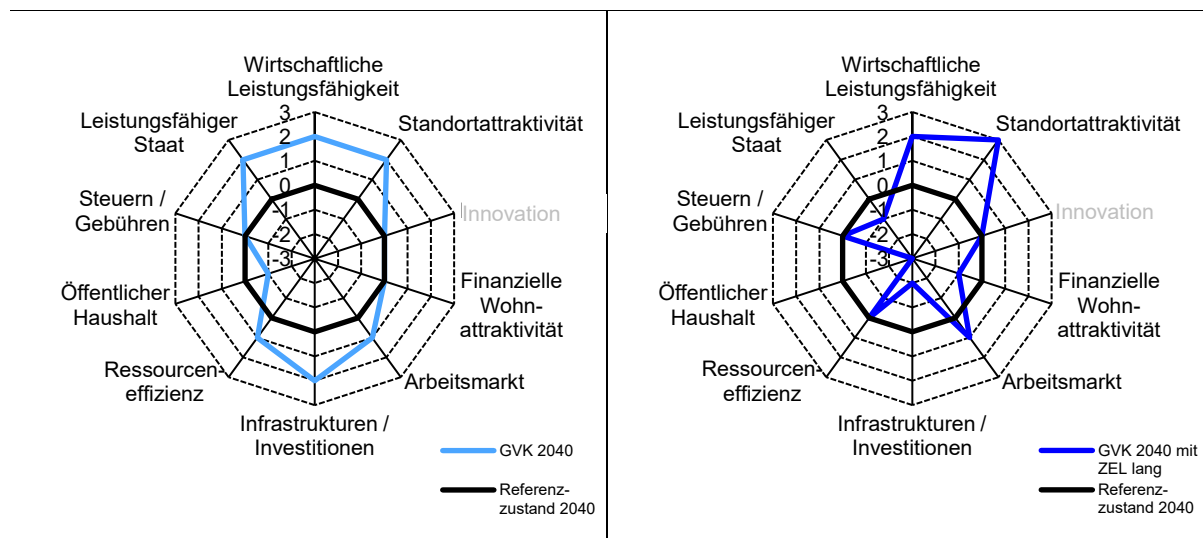 Wirtschaftliche
Leistungsfähigkeit
3
2
1
0
-1
-2
-3
Standortattraktivität
Innovation
Finanzielle
Wohn-
attraktivität
Arbeitsmarkt
Infrastrukturen /
Investitionen
Ressourcen-
effizienz
Öffentlicher
Haushalt
Steuern /
Gebühren
Leistungsfähiger
Staat
GVK 2040
Referenz-
zustand 2040
Wirtschaftliche
Leistungsfähigkeit
3
2
1
0
-1
-2
-3
Standortattraktivität
Innovation
Finanzielle
Wohn-
attraktivität
Arbeitsmarkt
Infrastrukturen /
Investitionen
Ressourcen-
effizienz
Öffentlicher
Haushalt
Steuern /
Gebühren
Leistungsfähiger
Staat
GVK 2040 mit
ZEL lang
Referenz-
zustand 2040